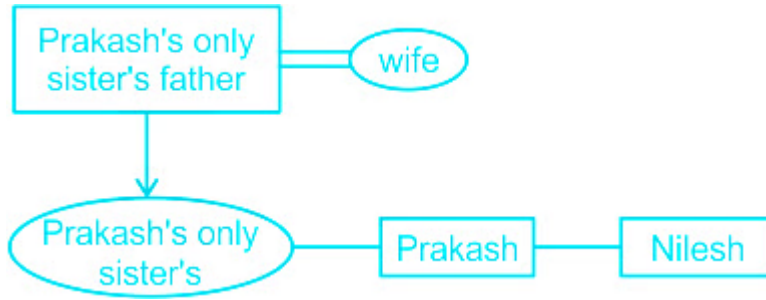 Prakash's only
sister's father
wife
Prakash's only
sister's
Prakash
Nilesh